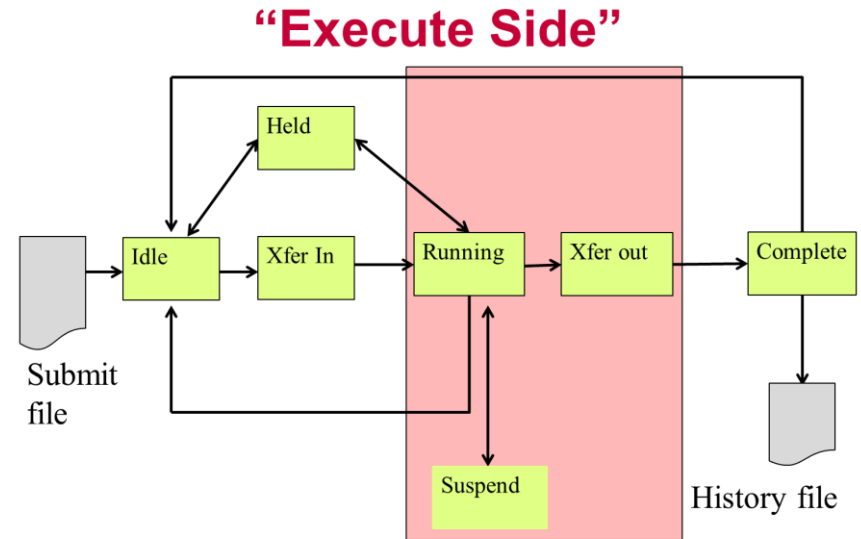 “Execute Side”
Held
Idle
Xfer In
Running
Xfer out
Complete
Submit
file
Suspend
History file